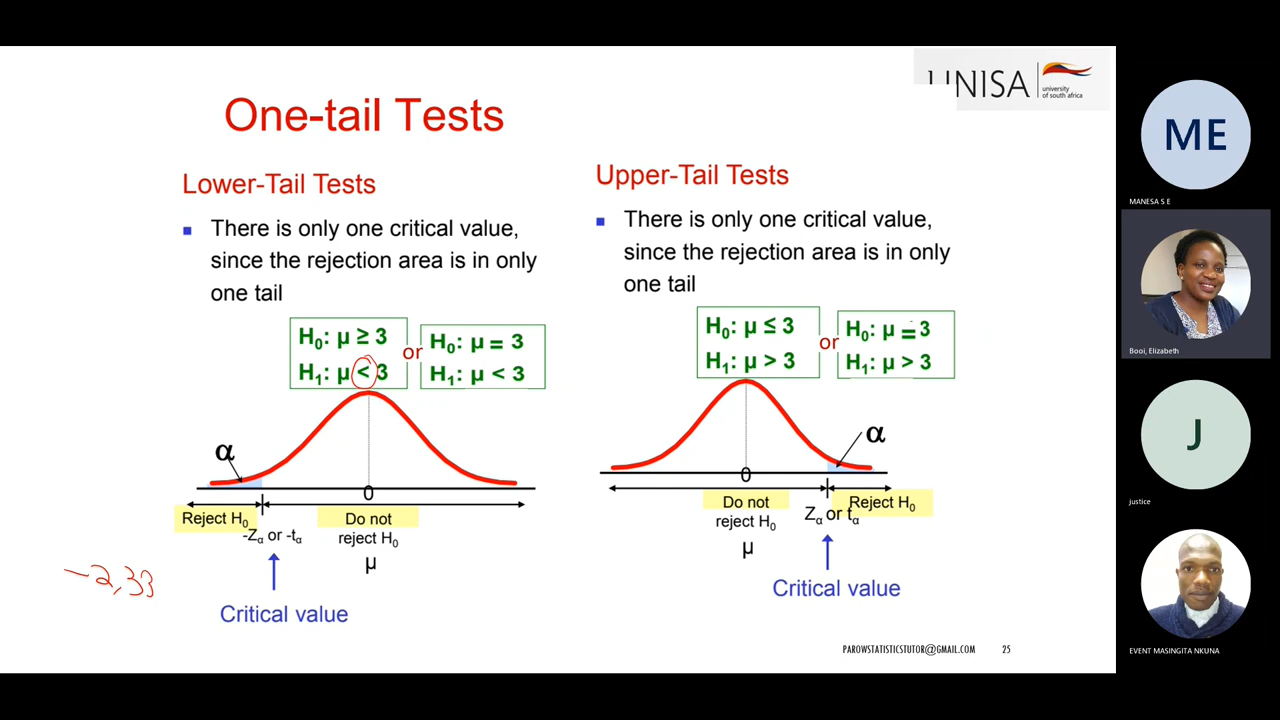 UNISA
university
of south africa
One-tail Tests
Lower-Tail Tests
There is only one critical value,
since the rejection area is in only
one tail
H₀: μ ≥ 3
H₁: μ < 3
or
H₀: μ = 3
H₁: μ < 3
α
0
Reject H₀
Do not
reject H₀
-Zα or -tα
μ
-2,33
Critical value
Upper-Tail Tests
There is only one critical value,
since the rejection area is in only
one tail
H₀: μ ≤ 3
H₁: μ > 3
or
H₀: μ = 3
H₁: μ > 3
α
0
Do not
reject H₀
Reject H₀
Zα or tα
μ
Critical value
PAROWSTATISTICSTUTOR@GMAIL.COM
25
ME
MANESA S E
Booi, Elizabeth
J
justice
EVENT MASINGITA NKUNA